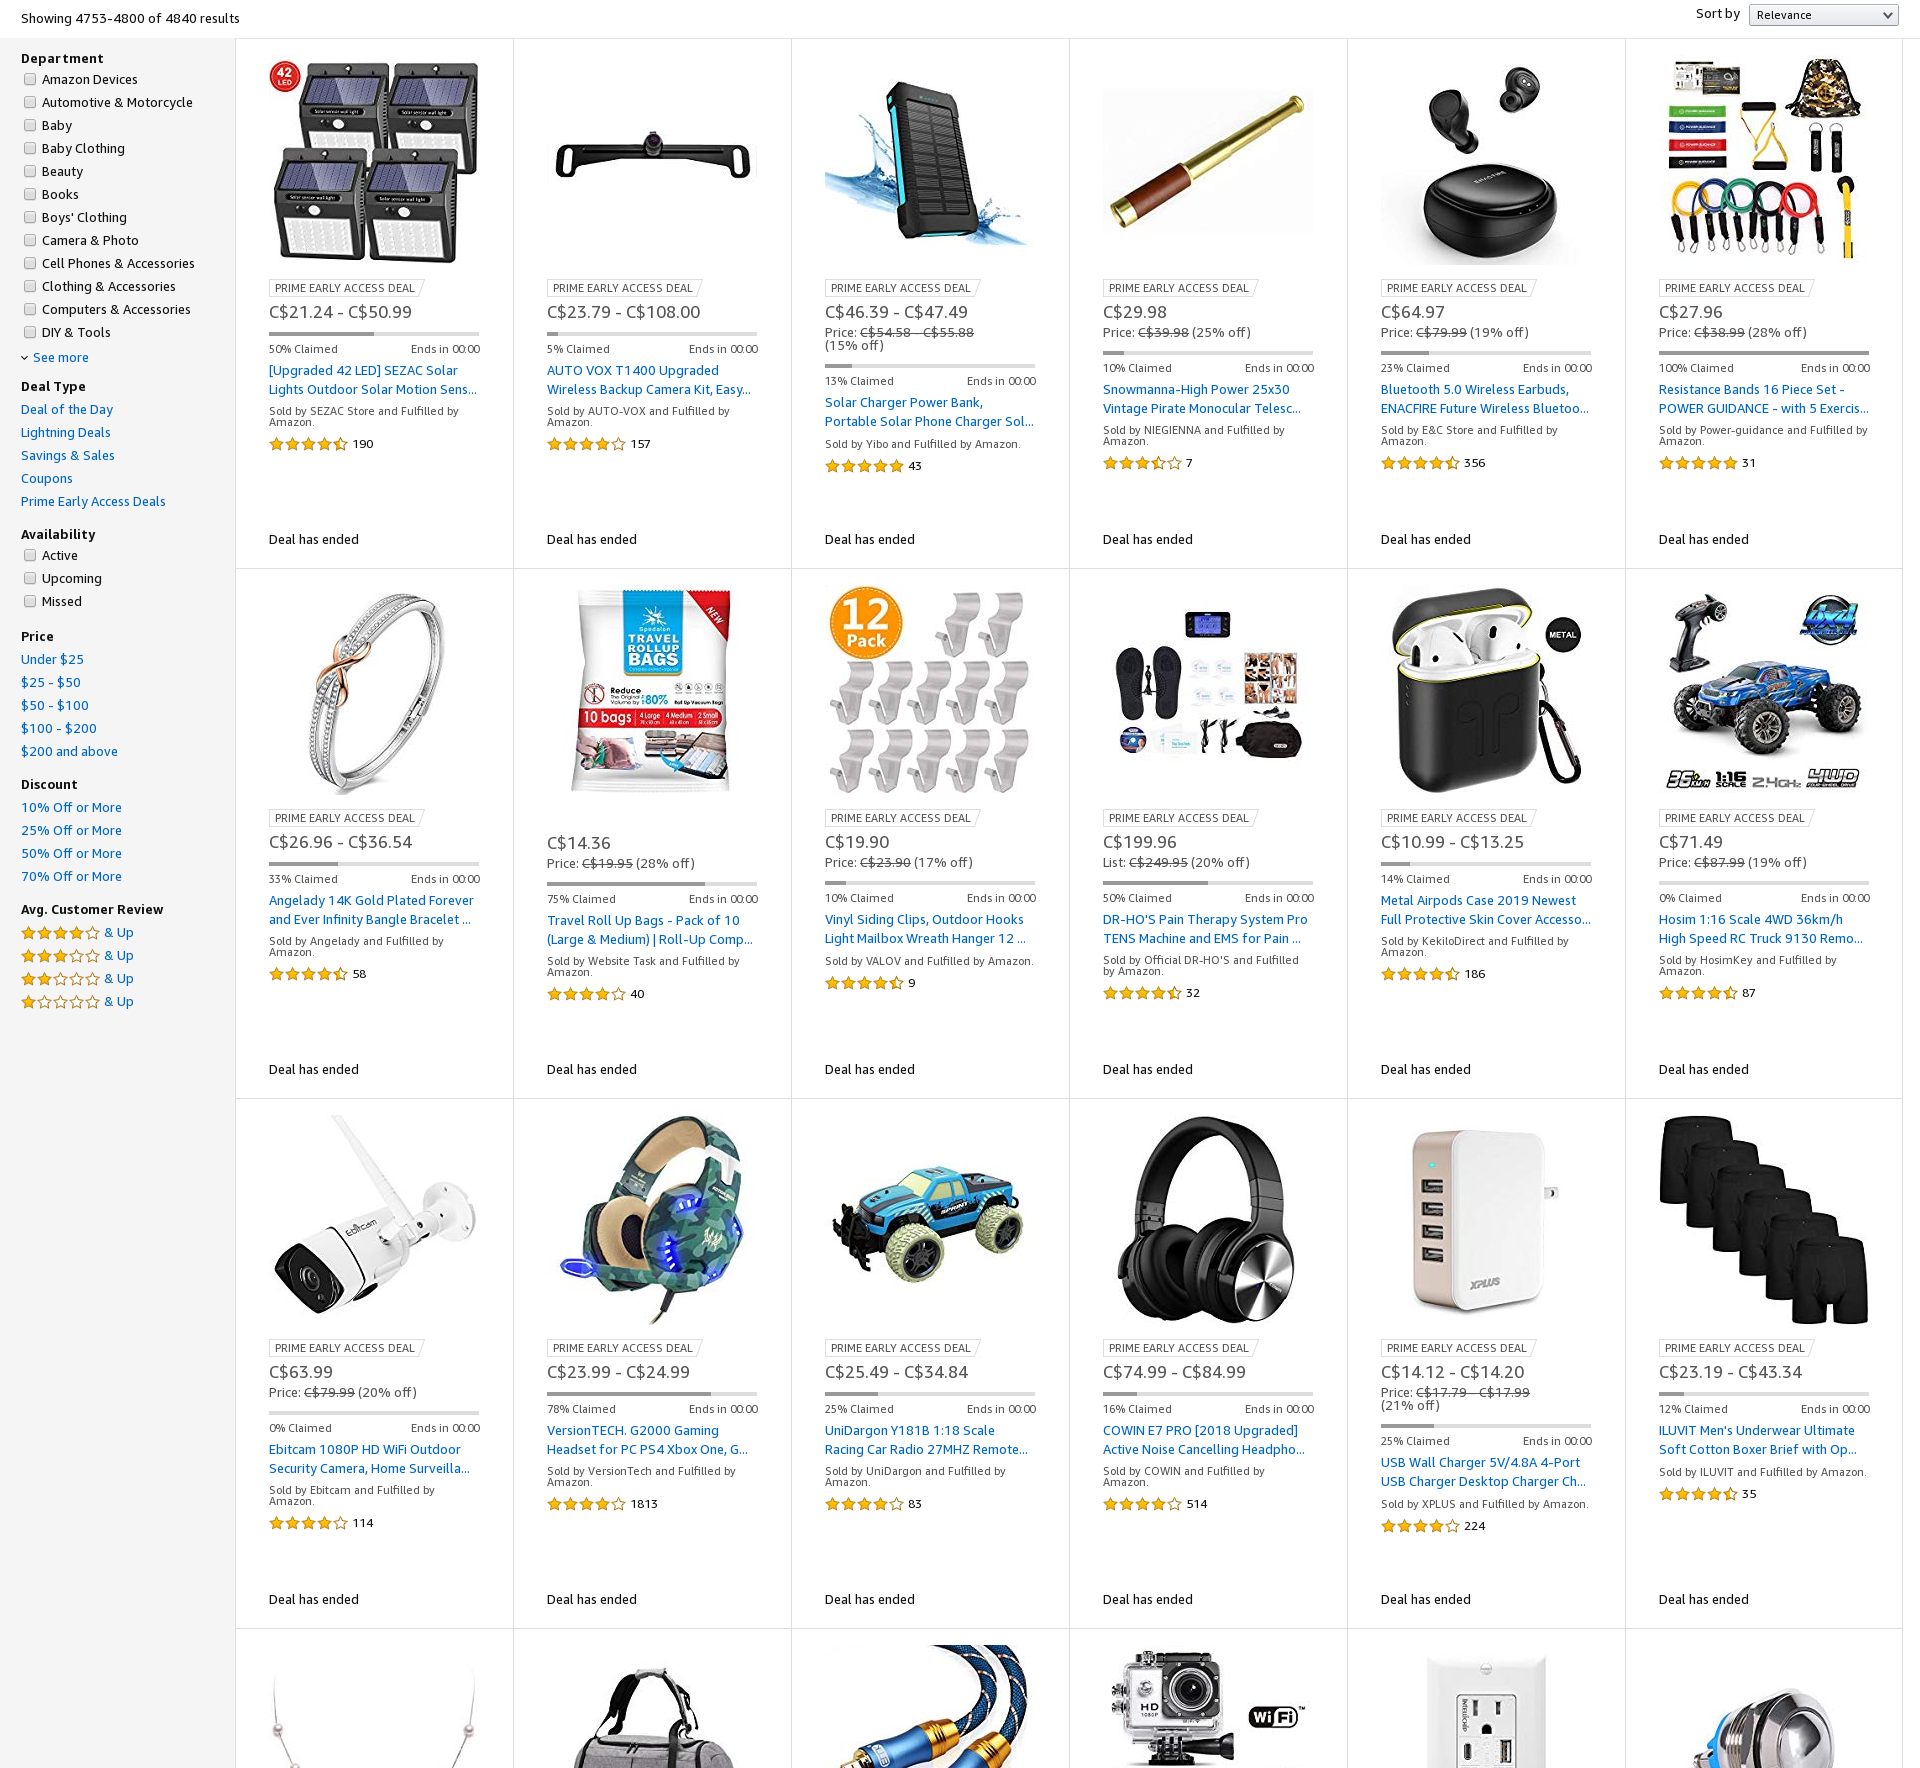 Showing 4753-4800 of 4840 results
Sort by Relevance
Department
Amazon Devices
Automotive & Motorcycle
Baby
Baby Clothing
Beauty
Books
Boys' Clothing
Camera & Photo
Cell Phones & Accessories
Clothing & Accessories
Computers & Accessories
DIY & Tools
See more
Deal Type
Deal of the Day
Lightning Deals
Savings & Sales
Coupons
Prime Early Access Deals
Availability
Active
Upcoming
Missed
Price
Under $25
$25 - $50
$50 - $100
$100 - $200
$200 and above
Discount
10% Off or More
25% Off or More
50% Off or More
70% Off or More
Avg. Customer Review
& Up
& Up
& Up
& Up
42
LED
PRIME EARLY ACCESS DEAL
C$21.24 - C$50.99
50% Claimed Ends in 00:00
[Upgraded 42 LED] SEZAC Solar
Lights Outdoor Solar Motion Sens...
Sold by SEZAC Store and Fulfilled by
Amazon.
190
Deal has ended
PRIME EARLY ACCESS DEAL
C$23.79 - C$108.00
5% Claimed Ends in 00:00
AUTO VOX T1400 Upgraded
Wireless Backup Camera Kit, Easy...
Sold by AUTO-VOX and Fulfilled by
Amazon.
157
Deal has ended
PRIME EARLY ACCESS DEAL
C$46.39 - C$47.49
Price: C$54.58 - C$55.88
(15% off)
13% Claimed Ends in 00:00
Solar Charger Power Bank,
Portable Solar Phone Charger Sol...
Sold by Yibo and Fulfilled by Amazon.
43
Deal has ended
PRIME EARLY ACCESS DEAL
C$29.98
Price: C$39.98 (25% off)
10% Claimed Ends in 00:00
Snowmanna-High Power 25x30
Vintage Pirate Monocular Telesc...
Sold by NIEGIENNA and Fulfilled by
Amazon.
7
Deal has ended
PRIME EARLY ACCESS DEAL
C$64.97
Price: C$79.99 (19% off)
23% Claimed Ends in 00:00
Bluetooth 5.0 Wireless Earbuds,
ENACFIRE Future Wireless Bluetoo...
Sold by E&C Store and Fulfilled by
Amazon.
356
Deal has ended
PRIME EARLY ACCESS DEAL
C$27.96
Price: C$38.99 (28% off)
100% Claimed Ends in 00:00
Resistance Bands 16 Piece Set -
POWER GUIDANCE - with 5 Exercis...
Sold by Power-guidance and Fulfilled by
Amazon.
31
Deal has ended
PRIME EARLY ACCESS DEAL
C$26.96 - C$36.54
33% Claimed Ends in 00:00
Angelady 14K Gold Plated Forever
and Ever Infinity Bangle Bracelet ...
Sold by Angelady and Fulfilled by
Amazon.
58
Deal has ended
NEW
TRAVEL
ROLLUP
BAGS
Reduce
80%
10 bags
4 Large
4 Medium
2 Small
C$14.36
Price: C$19.95 (28% off)
75% Claimed Ends in 00:00
Travel Roll Up Bags - Pack of 10
(Large & Medium) | Roll-Up Comp...
Sold by Website Task and Fulfilled by
Amazon.
40
Deal has ended
12
Pack
PRIME EARLY ACCESS DEAL
C$19.90
Price: C$23.90 (17% off)
10% Claimed Ends in 00:00
Vinyl Siding Clips, Outdoor Hooks
Light Mailbox Wreath Hanger 12 ...
Sold by VALOV and Fulfilled by Amazon.
9
Deal has ended
PRIME EARLY ACCESS DEAL
C$199.96
List: C$249.95 (20% off)
50% Claimed Ends in 00:00
DR-HO'S Pain Therapy System Pro
TENS Machine and EMS for Pain ...
Sold by Official DR-HO'S and Fulfilled
by Amazon.
32
Deal has ended
METAL
PRIME EARLY ACCESS DEAL
C$10.99 - C$13.25
14% Claimed Ends in 00:00
Metal Airpods Case 2019 Newest
Full Protective Skin Cover Accesso...
Sold by KekiloDirect and Fulfilled by
Amazon.
186
Deal has ended
4x4
1:16
SCALE
2.4GHz
4WD
PRIME EARLY ACCESS DEAL
C$71.49
Price: C$87.99 (19% off)
0% Claimed Ends in 00:00
Hosim 1:16 Scale 4WD 36km/h
High Speed RC Truck 9130 Remo...
Sold by HosimKey and Fulfilled by
Amazon.
87
Deal has ended
Ebitcam
PRIME EARLY ACCESS DEAL
C$63.99
Price: C$79.99 (20% off)
0% Claimed Ends in 00:00
Ebitcam 1080P HD WiFi Outdoor
Security Camera, Home Surveilla...
Sold by Ebitcam and Fulfilled by
Amazon.
114
Deal has ended
PRIME EARLY ACCESS DEAL
C$23.99 - C$24.99
78% Claimed Ends in 00:00
VersionTECH. G2000 Gaming
Headset for PC PS4 Xbox One, G...
Sold by VersionTech and Fulfilled by
Amazon.
1813
Deal has ended
PRIME EARLY ACCESS DEAL
C$25.49 - C$34.84
25% Claimed Ends in 00:00
UniDargon Y181B 1:18 Scale
Racing Car Radio 27MHZ Remote...
Sold by UniDargon and Fulfilled by
Amazon.
83
Deal has ended
PRIME EARLY ACCESS DEAL
C$74.99 - C$84.99
16% Claimed Ends in 00:00
COWIN E7 PRO [2018 Upgraded]
Active Noise Cancelling Headpho...
Sold by COWIN and Fulfilled by
Amazon.
514
Deal has ended
XPLUS
PRIME EARLY ACCESS DEAL
C$14.12 - C$14.20
Price: C$17.79 - C$17.99
(21% off)
25% Claimed Ends in 00:00
USB Wall Charger 5V/4.8A 4-Port
USB Charger Desktop Charger Ch...
Sold by XPLUS and Fulfilled by Amazon.
224
Deal has ended
PRIME EARLY ACCESS DEAL
C$23.19 - C$43.34
12% Claimed Ends in 00:00
ILUVIT Men's Underwear Ultimate
Soft Cotton Boxer Brief with Op...
Sold by ILUVIT and Fulfilled by Amazon.
35
Deal has ended
HD
1080P
WiFi